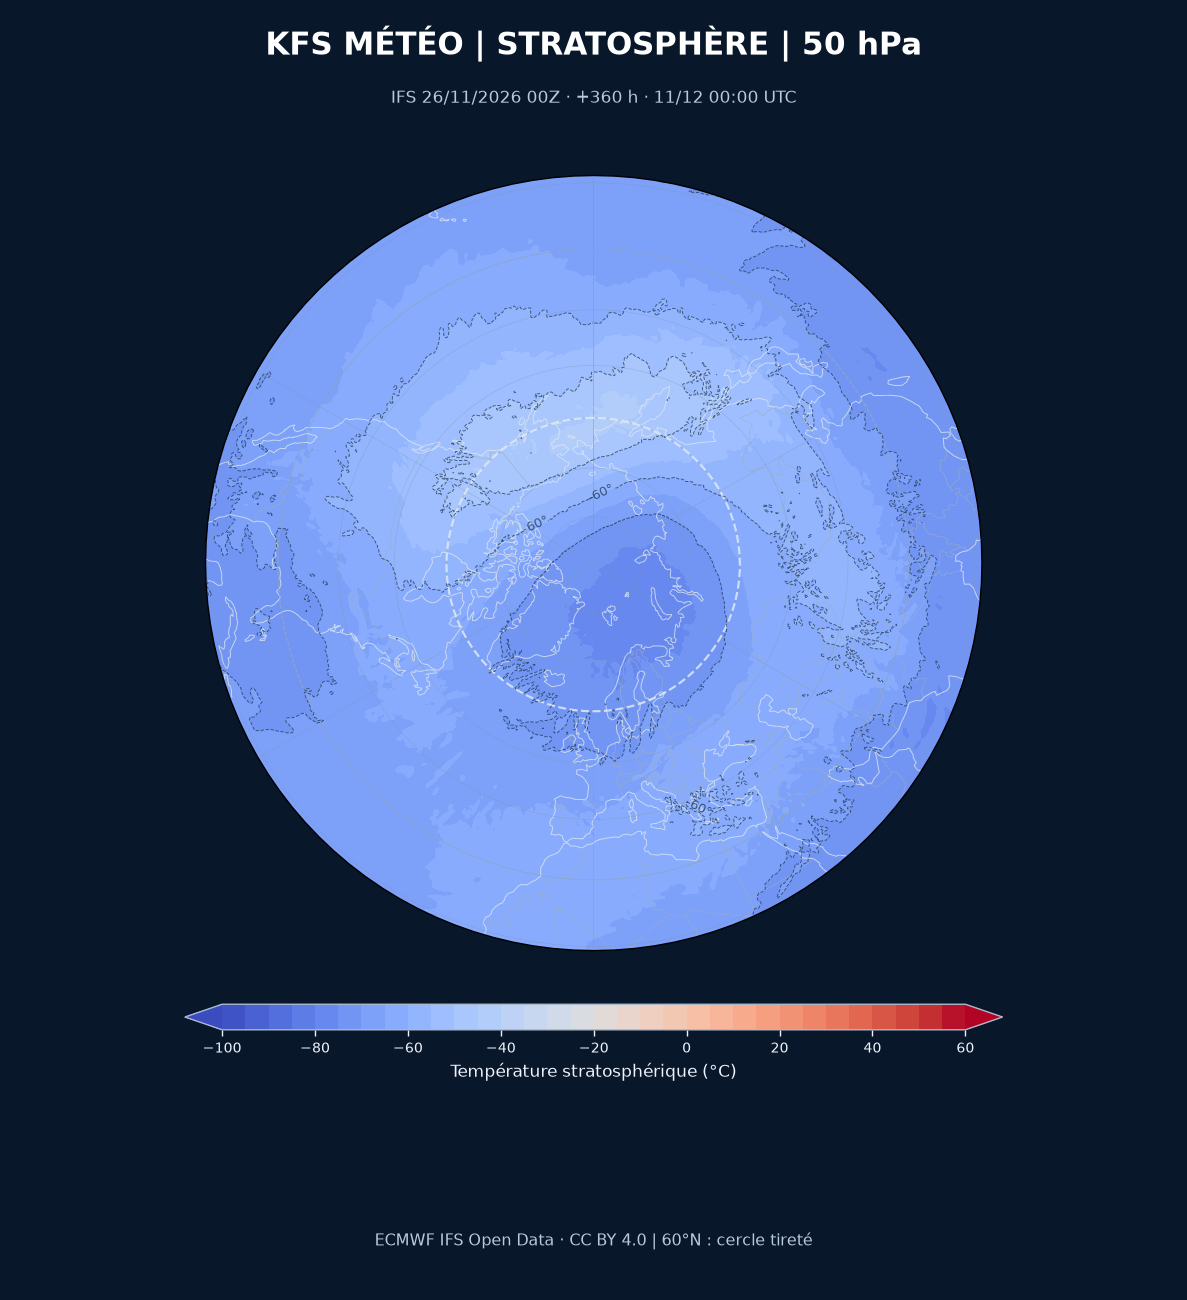 KFS MÉTÉO | STRATOSPHÈRE | 50 hPa
IFS 26/11/2026 00Z · +360 h · 11/12 00:00 UTC
-60°
-60°
-60°
−100 −80 −60 −40 −20 0 20 40 60
Température stratosphérique (°C)
ECMWF IFS Open Data · CC BY 4.0 | 60°N : cercle tireté